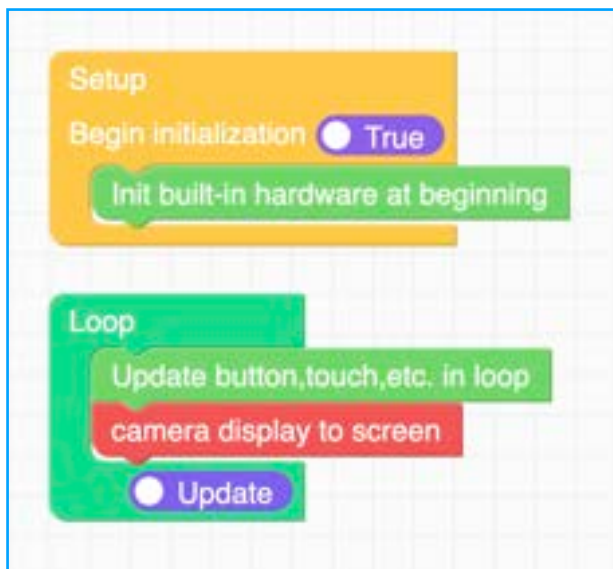 Setup
Begin initialization True
Init built-in hardware at beginning
Loop
Update button,touch,etc. in loop
camera display to screen
Update